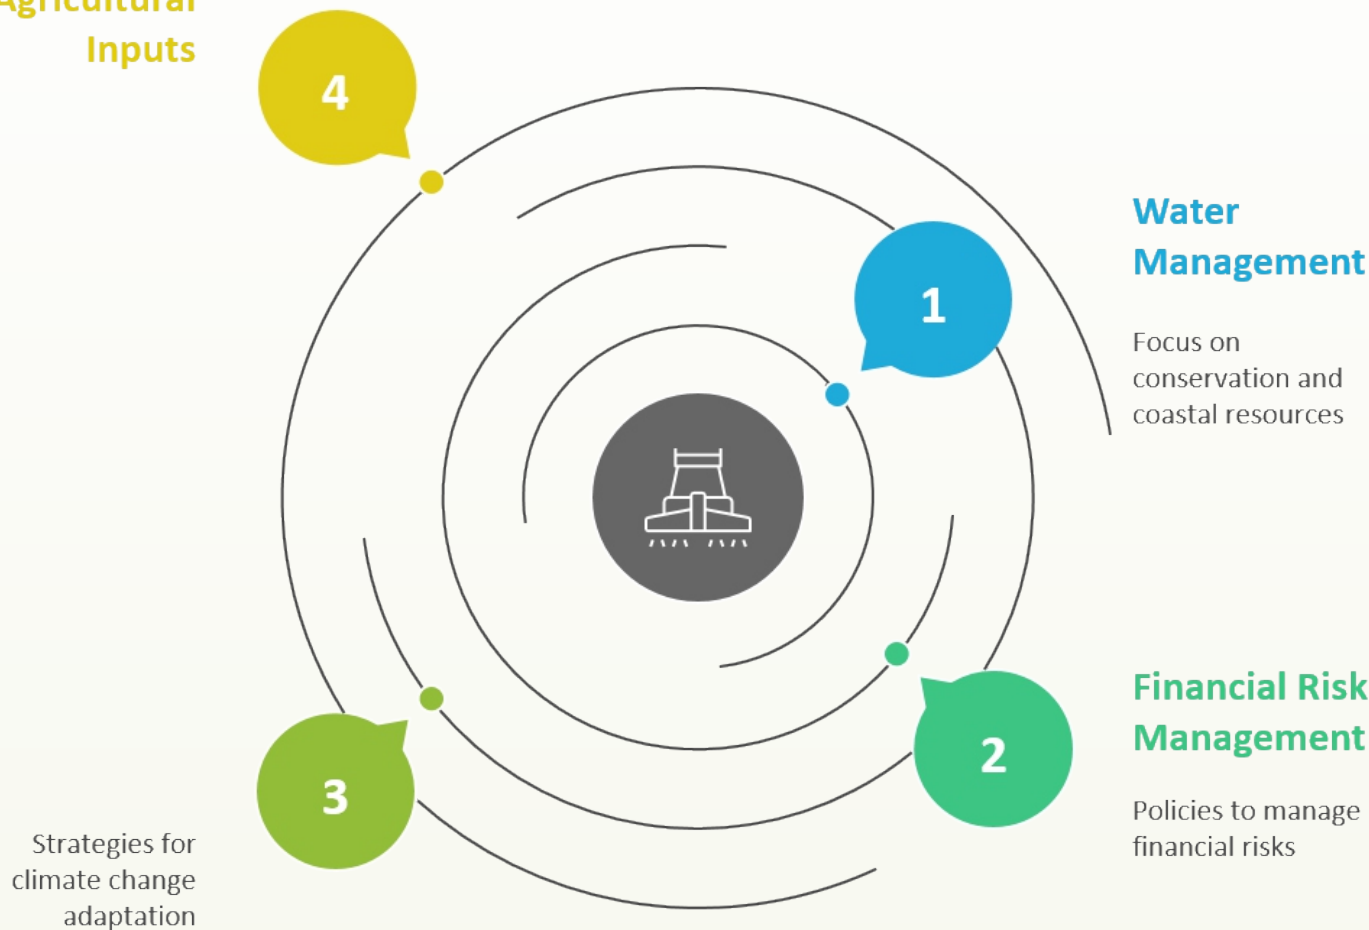 Agricultural
Inputs
4
Water
Management
1
Focus on
conservation and
coastal resources
Financial Risk
Management
2
Policies to manage
financial risks
3
Strategies for
climate change
adaptation